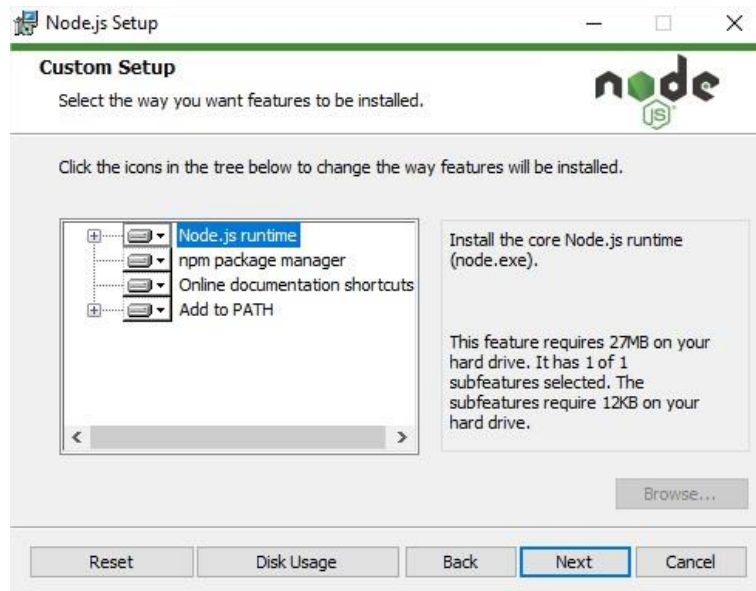 Node.js Setup
Custom Setup
Select the way you want features to be installed.
node
JS
Click the icons in the tree below to change the way features will be installed.
Node.js runtime
npm package manager
Online documentation shortcuts
Add to PATH
Install the core Node.js runtime
(node.exe).
This feature requires 27MB on your
hard drive. It has 1 of 1
subfeatures selected. The
subfeatures require 12KB on your
hard drive.
Browse...
Reset
Disk Usage
Back
Next
Cancel